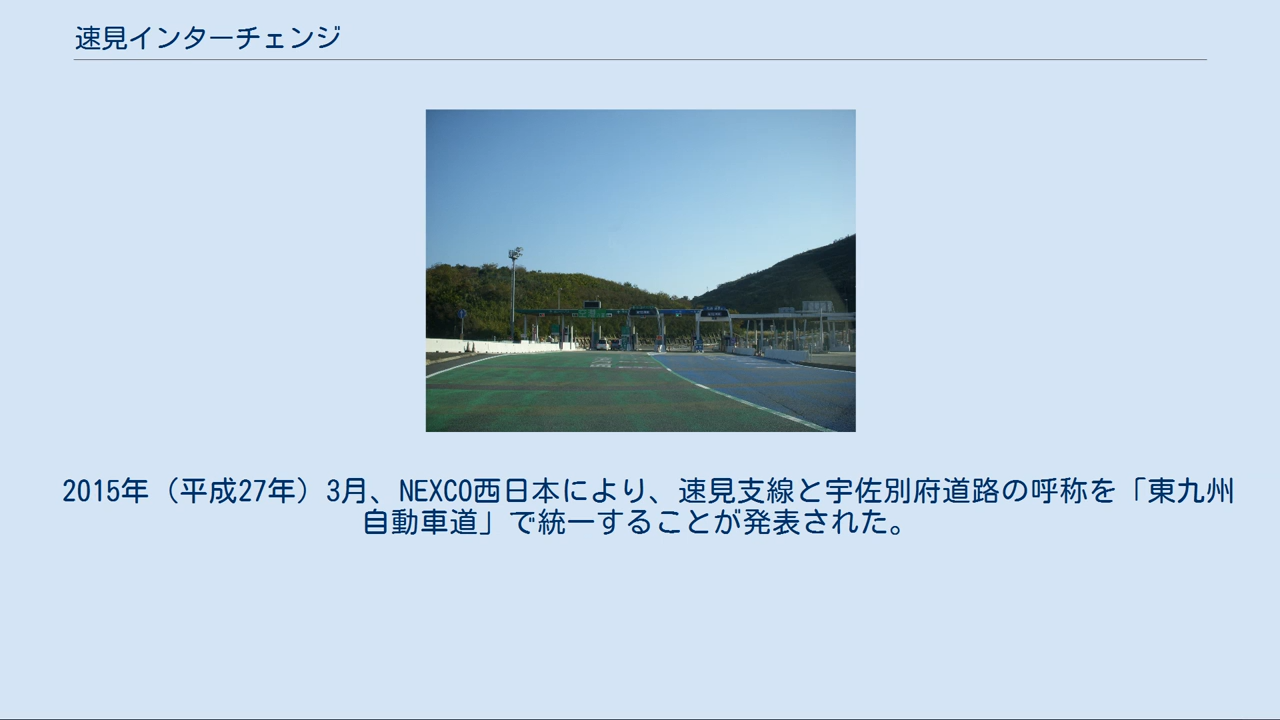 速見インターチェンジ
2015年（平成27年）3月、NEXCO西日本により、速見支線と宇佐別府道路の呼称を「東九州
自動車道」で統一することが発表された。